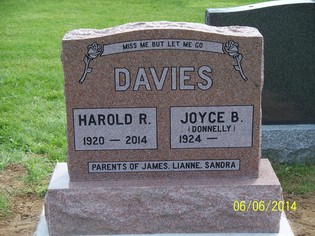 MISS ME BUT LET ME GO
DAVIES
HAROLD R.
1920 — 2014
JOYCE B.
(DONNELLY)
1924 —
PARENTS OF JAMES, LIANNE, SANDRA
06/06/2014